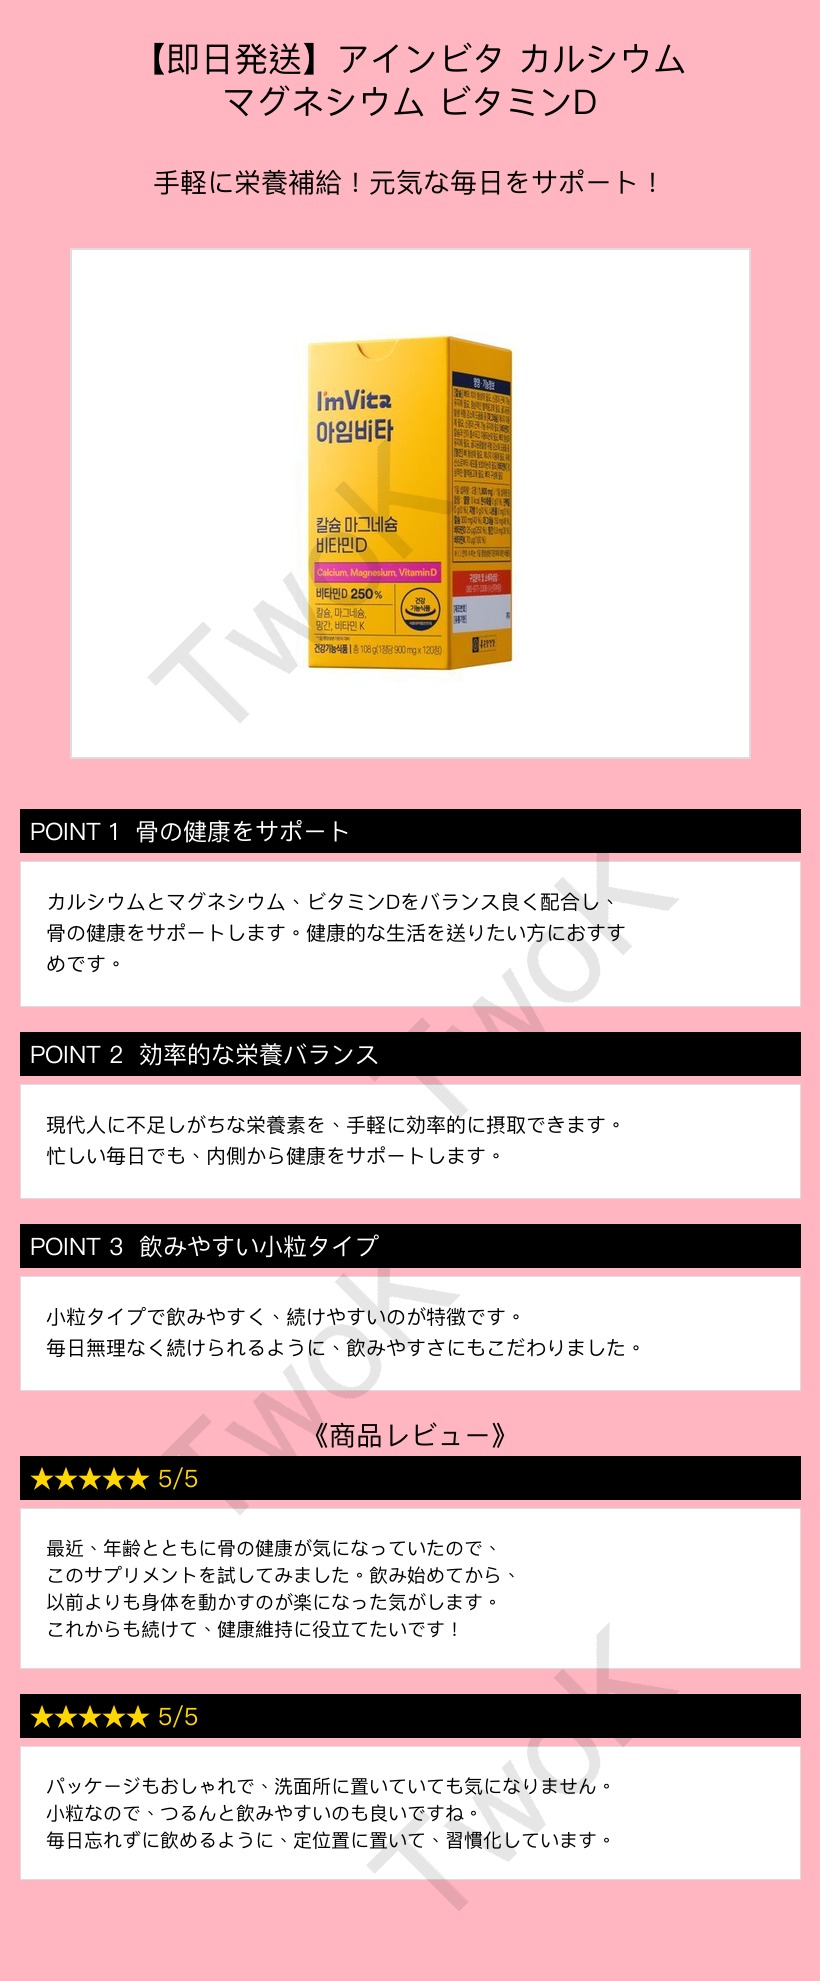 【即日発送】アインビタ カルシウム
マグネシウム ビタミンD
手軽に栄養補給！元気な毎日をサポート！
I'mVita
아임비타
칼슘 마그네슘
비타민D
Calcium, Magnesium, VitaminD
비타민D 250%
칼슘, 마그네슘,
망간, 비타민 K
건강
기능식품
건강기능식품 | 총 108 g(1정당 900 mg x 120정)
영양·기능정보
TwoK
POINT 1 骨の健康をサポート
カルシウムとマグネシウム、ビタミンDをバランス良く配合し、
骨の健康をサポートします。健康的な生活を送りたい方におすす
めです。
TwoK
POINT 2 効率的な栄養バランス
現代人に不足しがちな栄養素を、手軽に効率的に摂取できます。
忙しい毎日でも、内側から健康をサポートします。
POINT 3 飲みやすい小粒タイプ
小粒タイプで飲みやすく、続けやすいのが特徴です。
毎日無理なく続けられるように、飲みやすさにもこだわりました。
TwoK
《商品レビュー》
★★★★★ 5/5
最近、年齢とともに骨の健康が気になっていたので、
このサプリメントを試してみました。飲み始めてから、
以前よりも身体を動かすのが楽になった気がします。
これからも続けて、健康維持に役立てたいです！
★★★★★ 5/5
パッケージもおしゃれで、洗面所に置いていても気になりません。
小粒なので、つるんと飲みやすいのも良いですね。
毎日忘れずに飲めるように、定位置に置いて、習慣化しています。
TwoK